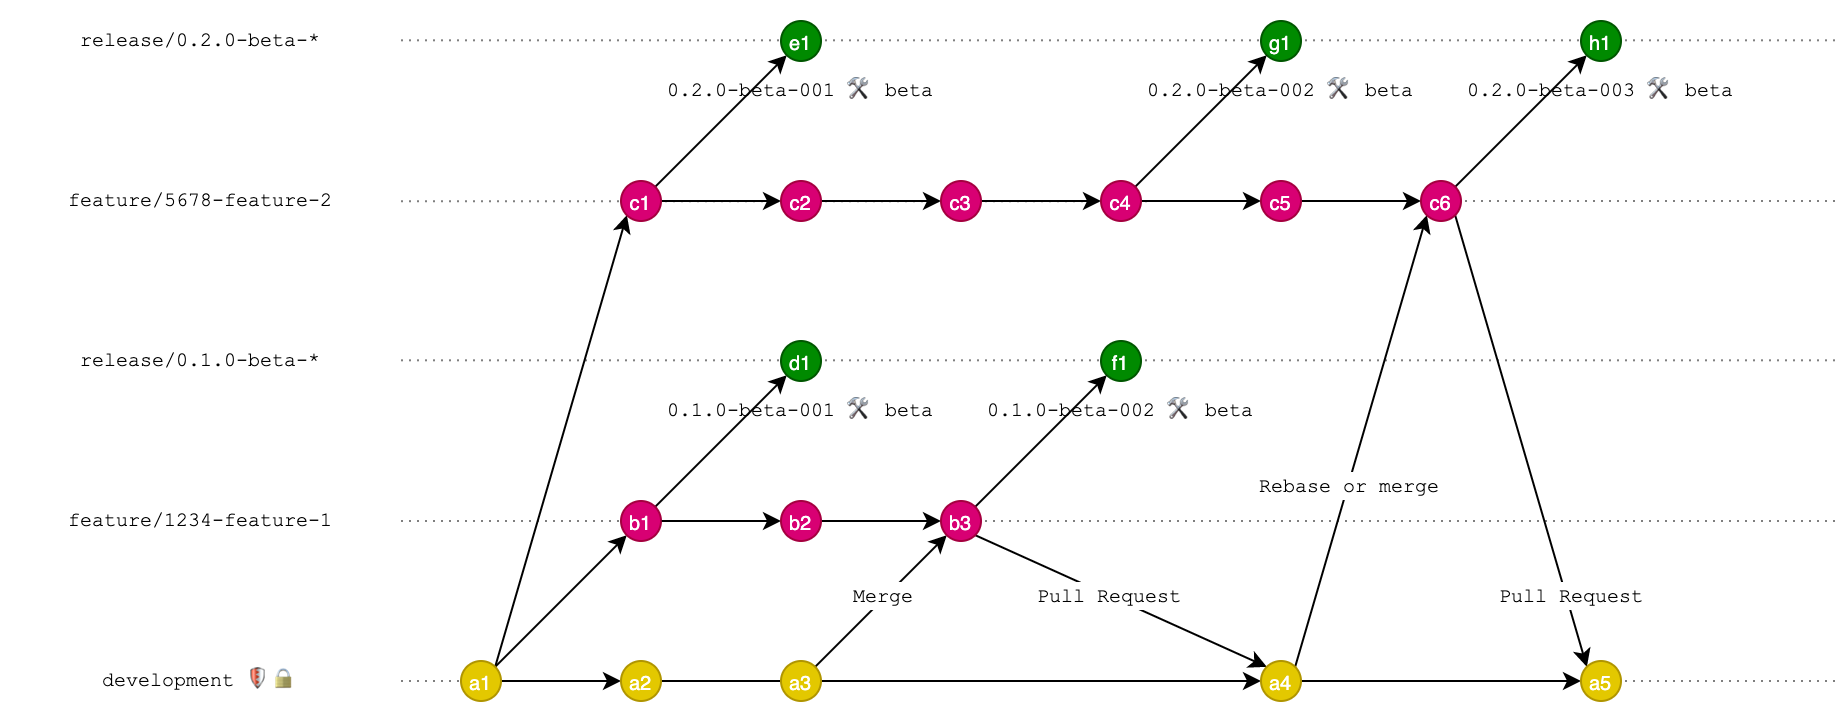 release/0.2.0-beta-*
e1
g1
h1
0.2.0-beta-001 🛠 beta
0.2.0-beta-002 🛠 beta
0.2.0-beta-003 🛠 beta
feature/5678-feature-2
c1
c2
c3
c4
c5
c6
release/0.1.0-beta-*
d1
f1
0.1.0-beta-001 🛠 beta
0.1.0-beta-002 🛠 beta
Rebase or merge
feature/1234-feature-1
b1
b2
b3
Merge
Pull Request
Pull Request
development
a1
a2
a3
a4
a5